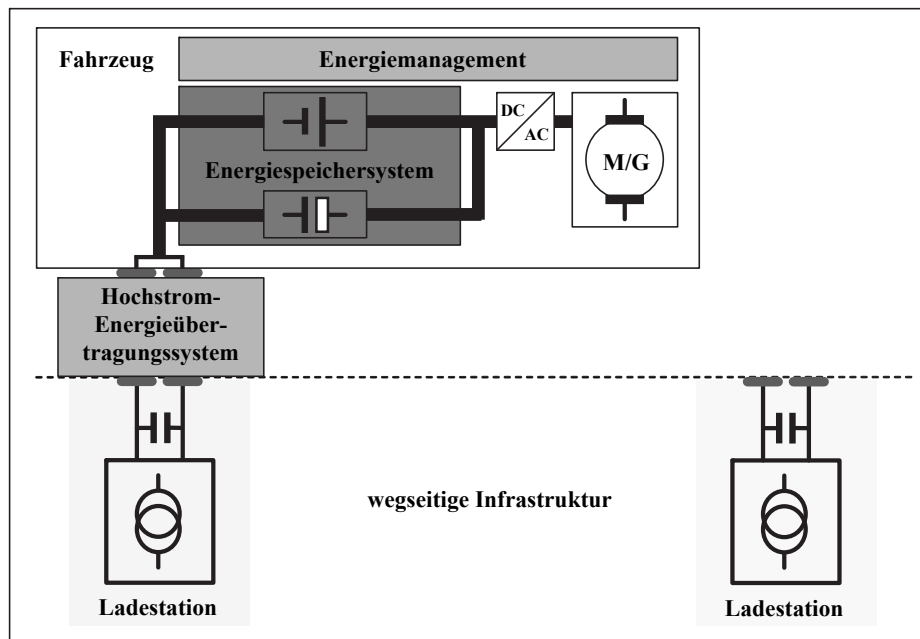 Fahrzeug
Energiemanagement
DC
AC
M/G
Energiespeichersystem
Hochstrom-
Energieüber-
tragungssystem
wegseitige Infrastruktur
Ladestation
Ladestation